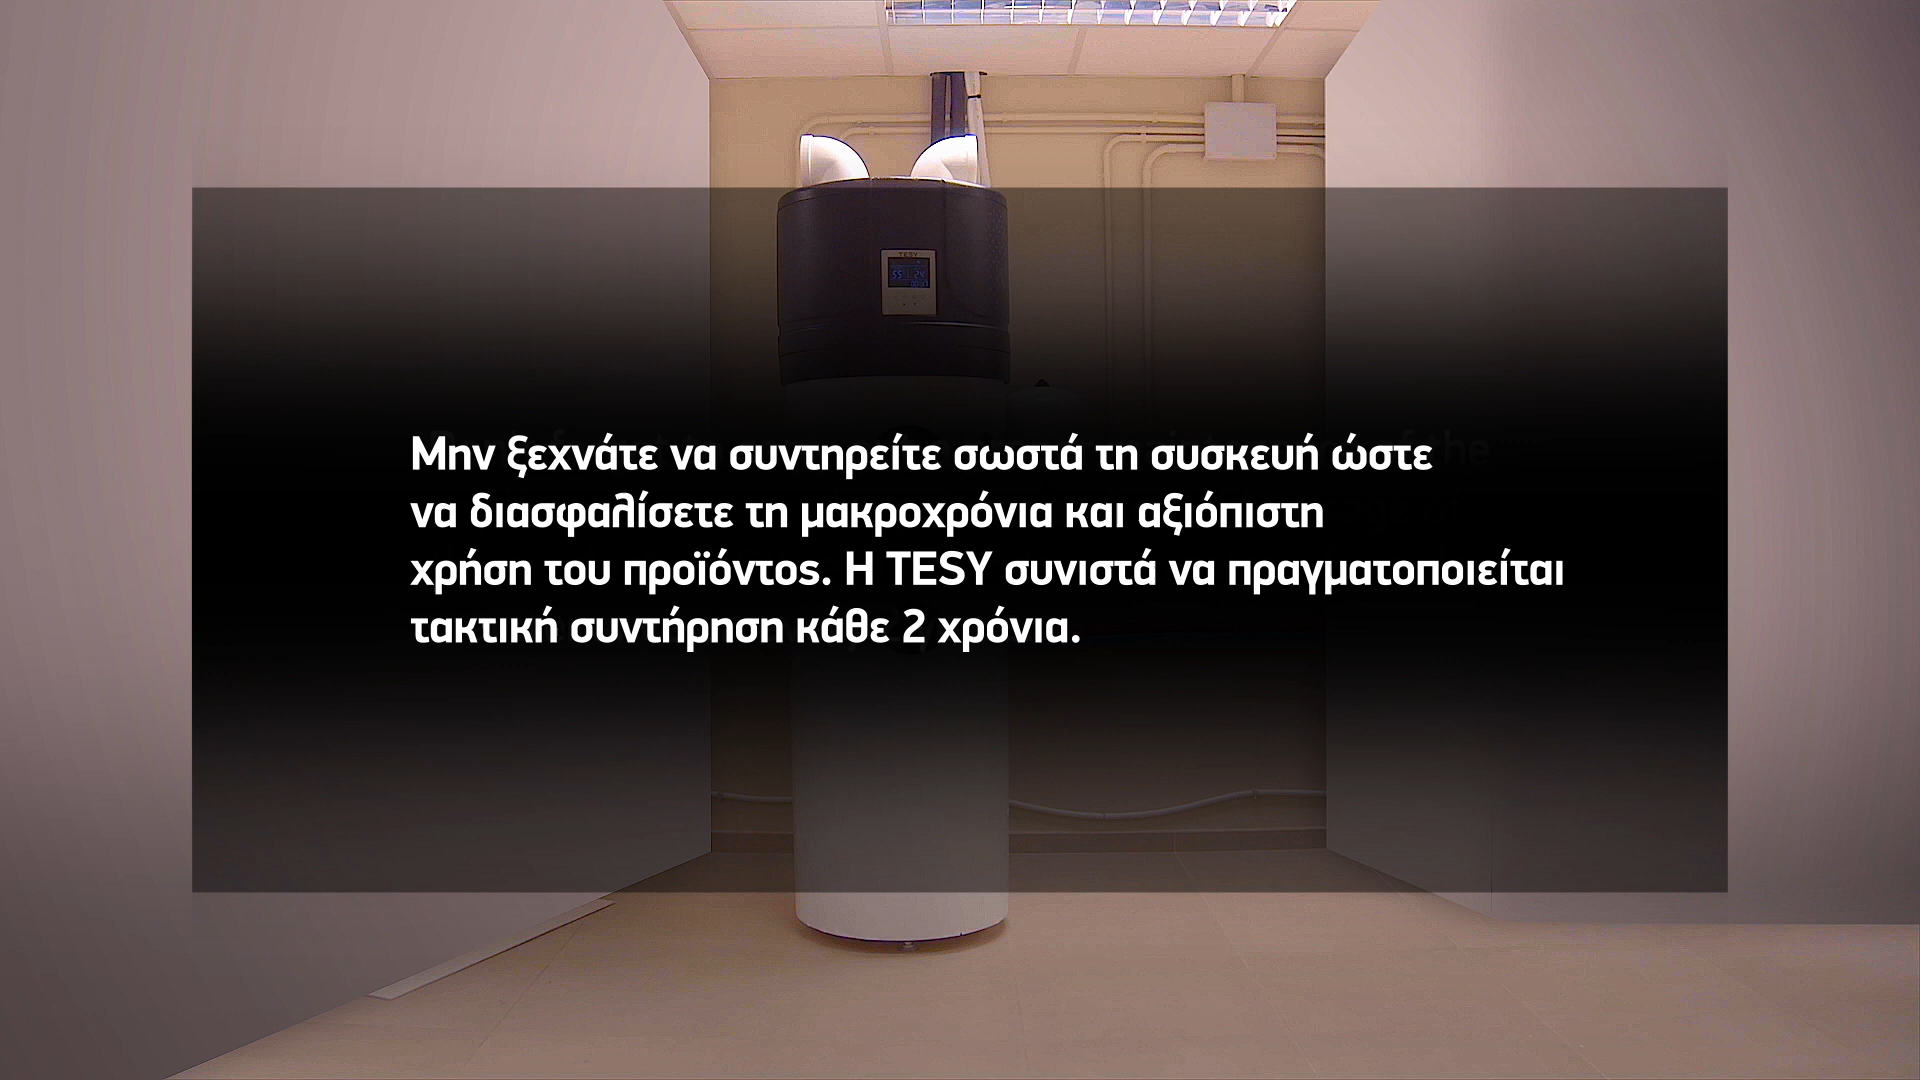 TESY
Μην ξεχνάτε να συντηρείτε σωστά τη συσκευή ώστε
να διασφαλίσετε τη μακροχρόνια και αξιόπιστη
χρήση του προϊόντος. Η TESY συνιστά να πραγματοποιείται
τακτική συντήρηση κάθε 2 χρόνια.